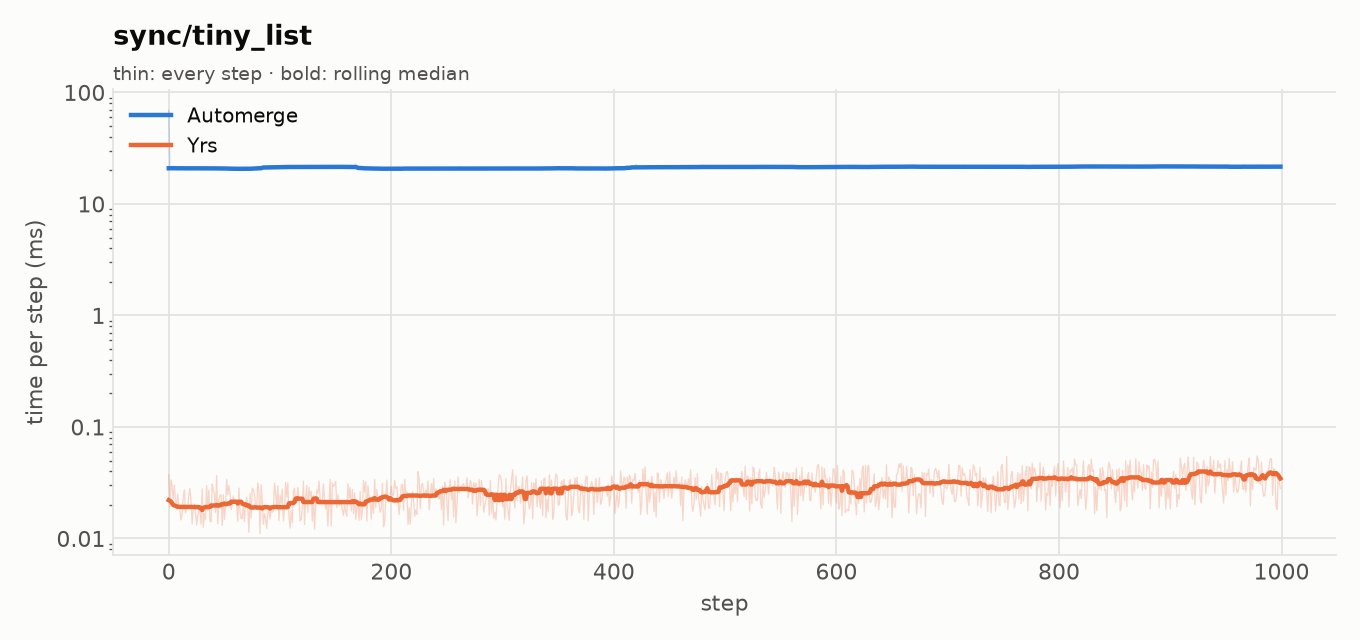 sync/tiny_list
thin: every step · bold: rolling median
Automerge
Yrs
100
10
1
0.1
0.01
time per step (ms)
0 200 400 600 800 1000
step